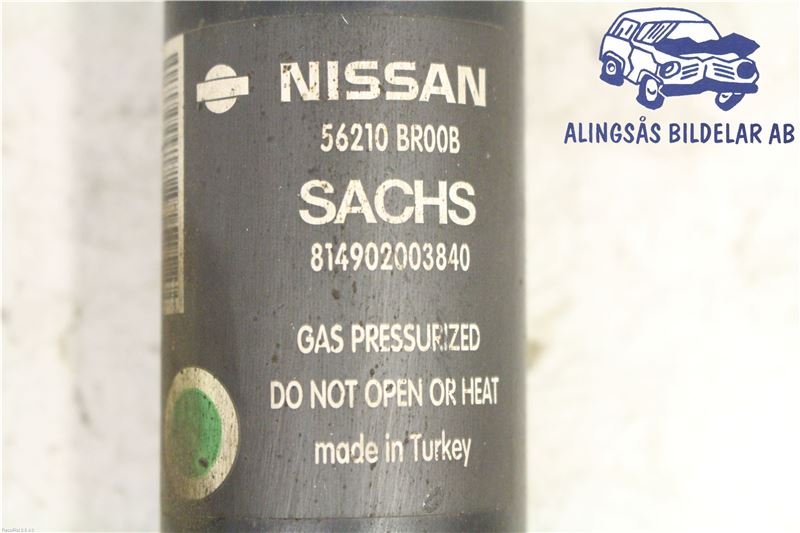 NISSAN
56210 BR00B
SACHS
814902003840
GAS PRESSURIZED
DO NOT OPEN OR HEAT
made in Turkey
ALINGSÅS BILDELAR AB